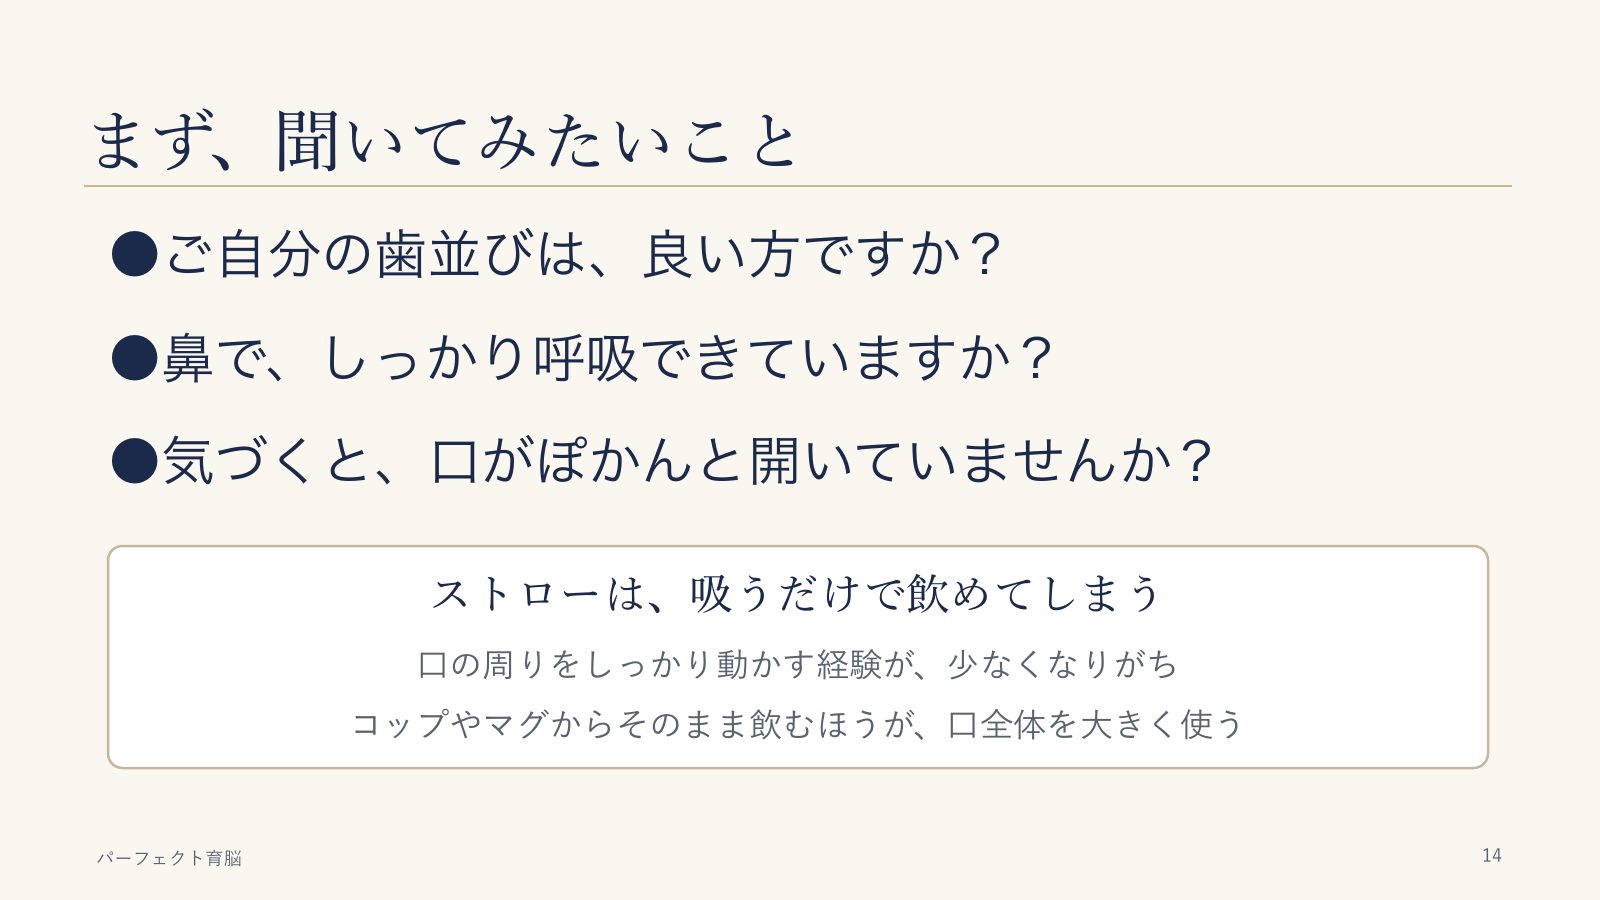 まず、聞いてみたいこと
●ご自分の歯並びは、良い方ですか？
●鼻で、しっかり呼吸できていますか？
●気づくと、口がぽかんと開いていませんか？
ストローは、吸うだけで飲めてしまう
口の周りをしっかり動かす経験が、少なくなりがち
コップやマグからそのまま飲むほうが、口全体を大きく使う
パーフェクト育脳
14